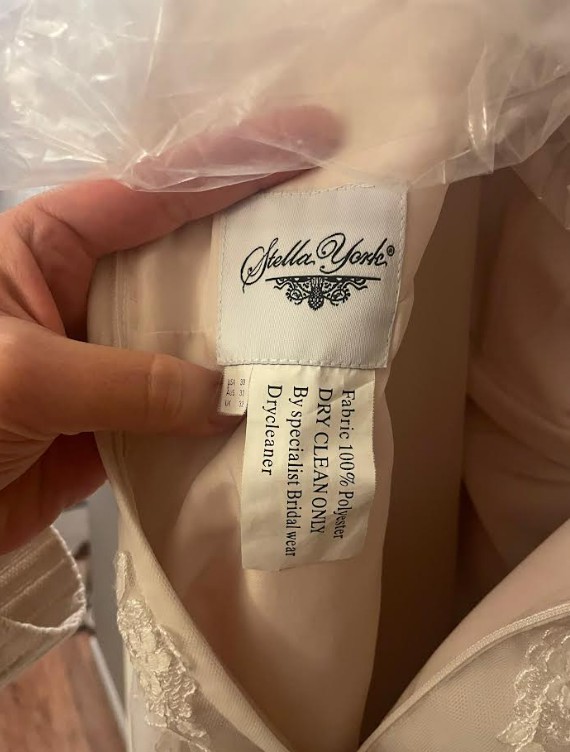 Stella York®
Fabric 100% Polyester
DRY CLEAN ONLY
By specialist Bridal wear
Drycleaner